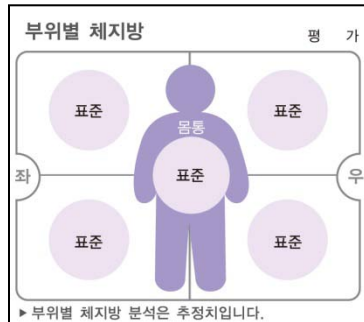 부위별 체지방
평 가
표준
표준
몸통
표준
좌
우
표준
표준
▶ 부위별 체지방 분석은 추정치입니다.